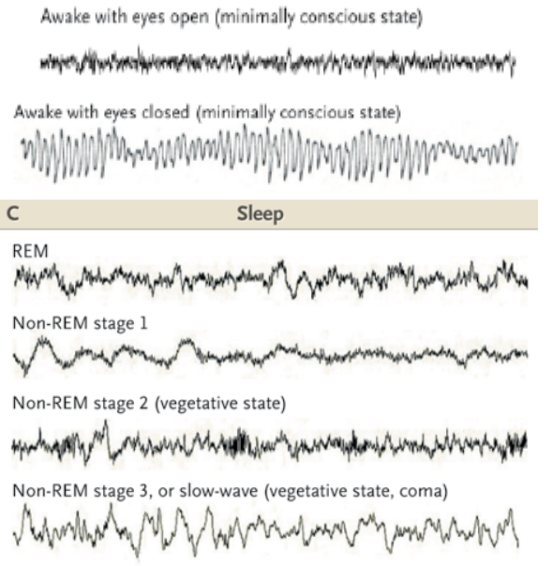 Awake with eyes open (minimally conscious state)
Awake with eyes closed (minimally conscious state)
C Sleep
REM
Non-REM stage 1
Non-REM stage 2 (vegetative state)
Non-REM stage 3, or slow-wave (vegetative state, coma)